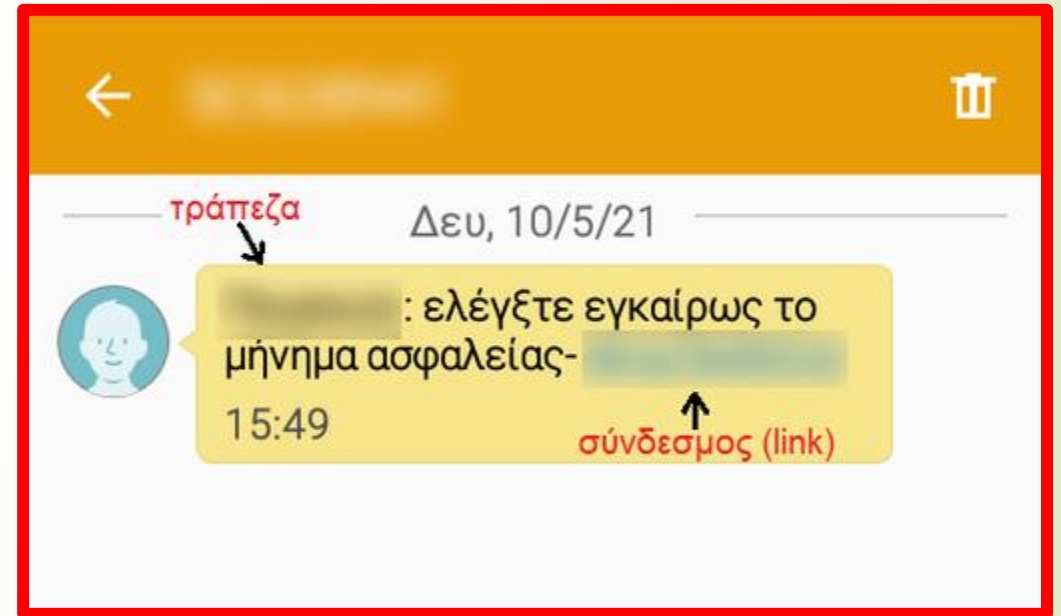 τράπεζα
Δευ, 10/5/21
: ελέγξτε εγκαίρως το
μήνημα ασφαλείας-
15:49
σύνδεσμος (link)